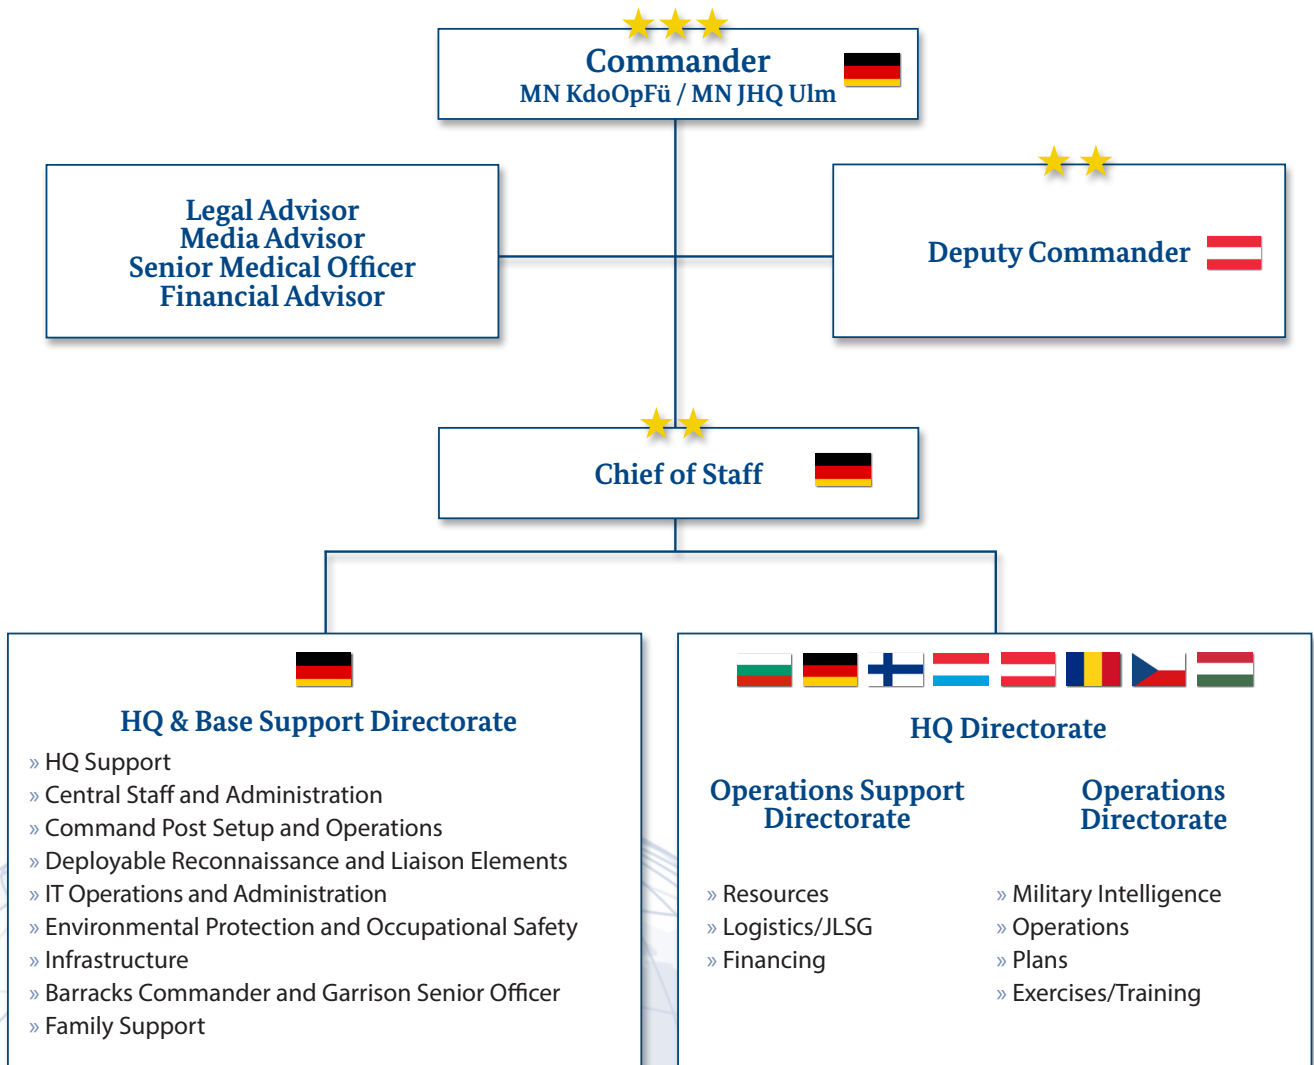 Commander
MN KdoOpFü / MN JHQ Ulm
Legal Advisor
Media Advisor
Senior Medical Officer
Financial Advisor
Deputy Commander
Chief of Staff
HQ & Base Support Directorate
» HQ Support
» Central Staff and Administration
» Command Post Setup and Operations
» Deployable Reconnaissance and Liaison Elements
» IT Operations and Administration
» Environmental Protection and Occupational Safety
» Infrastructure
» Barracks Commander and Garrison Senior Officer
» Family Support
HQ Directorate
Operations Support
Directorate
» Resources
» Logistics/JLSG
» Financing
Operations
Directorate
» Military Intelligence
» Operations
» Plans
» Exercises/Training